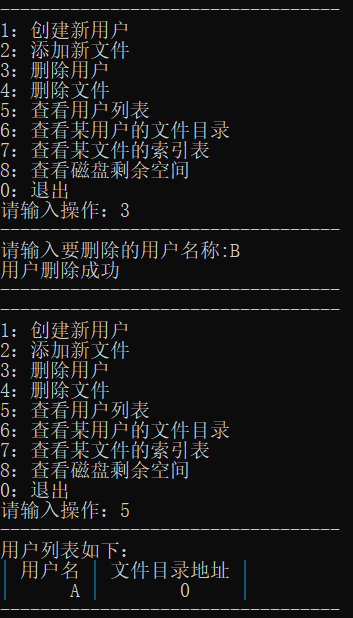 1: 创建新用户
2: 添加新文件
3: 删除用户
4: 删除文件
5: 查看用户列表
6: 查看某用户的文件目录
7: 查看某文件的索引表
8: 查看磁盘剩余空间
0: 退出
请输入操作: 3
请输入要删除的用户名称:B
用户删除成功
1: 创建新用户
2: 添加新文件
3: 删除用户
4: 删除文件
5: 查看用户列表
6: 查看某用户的文件目录
7: 查看某文件的索引表
8: 查看磁盘剩余空间
0: 退出
请输入操作: 5
用户列表如下:
| 用户名 | 文件目录地址 |
| A | 0 |